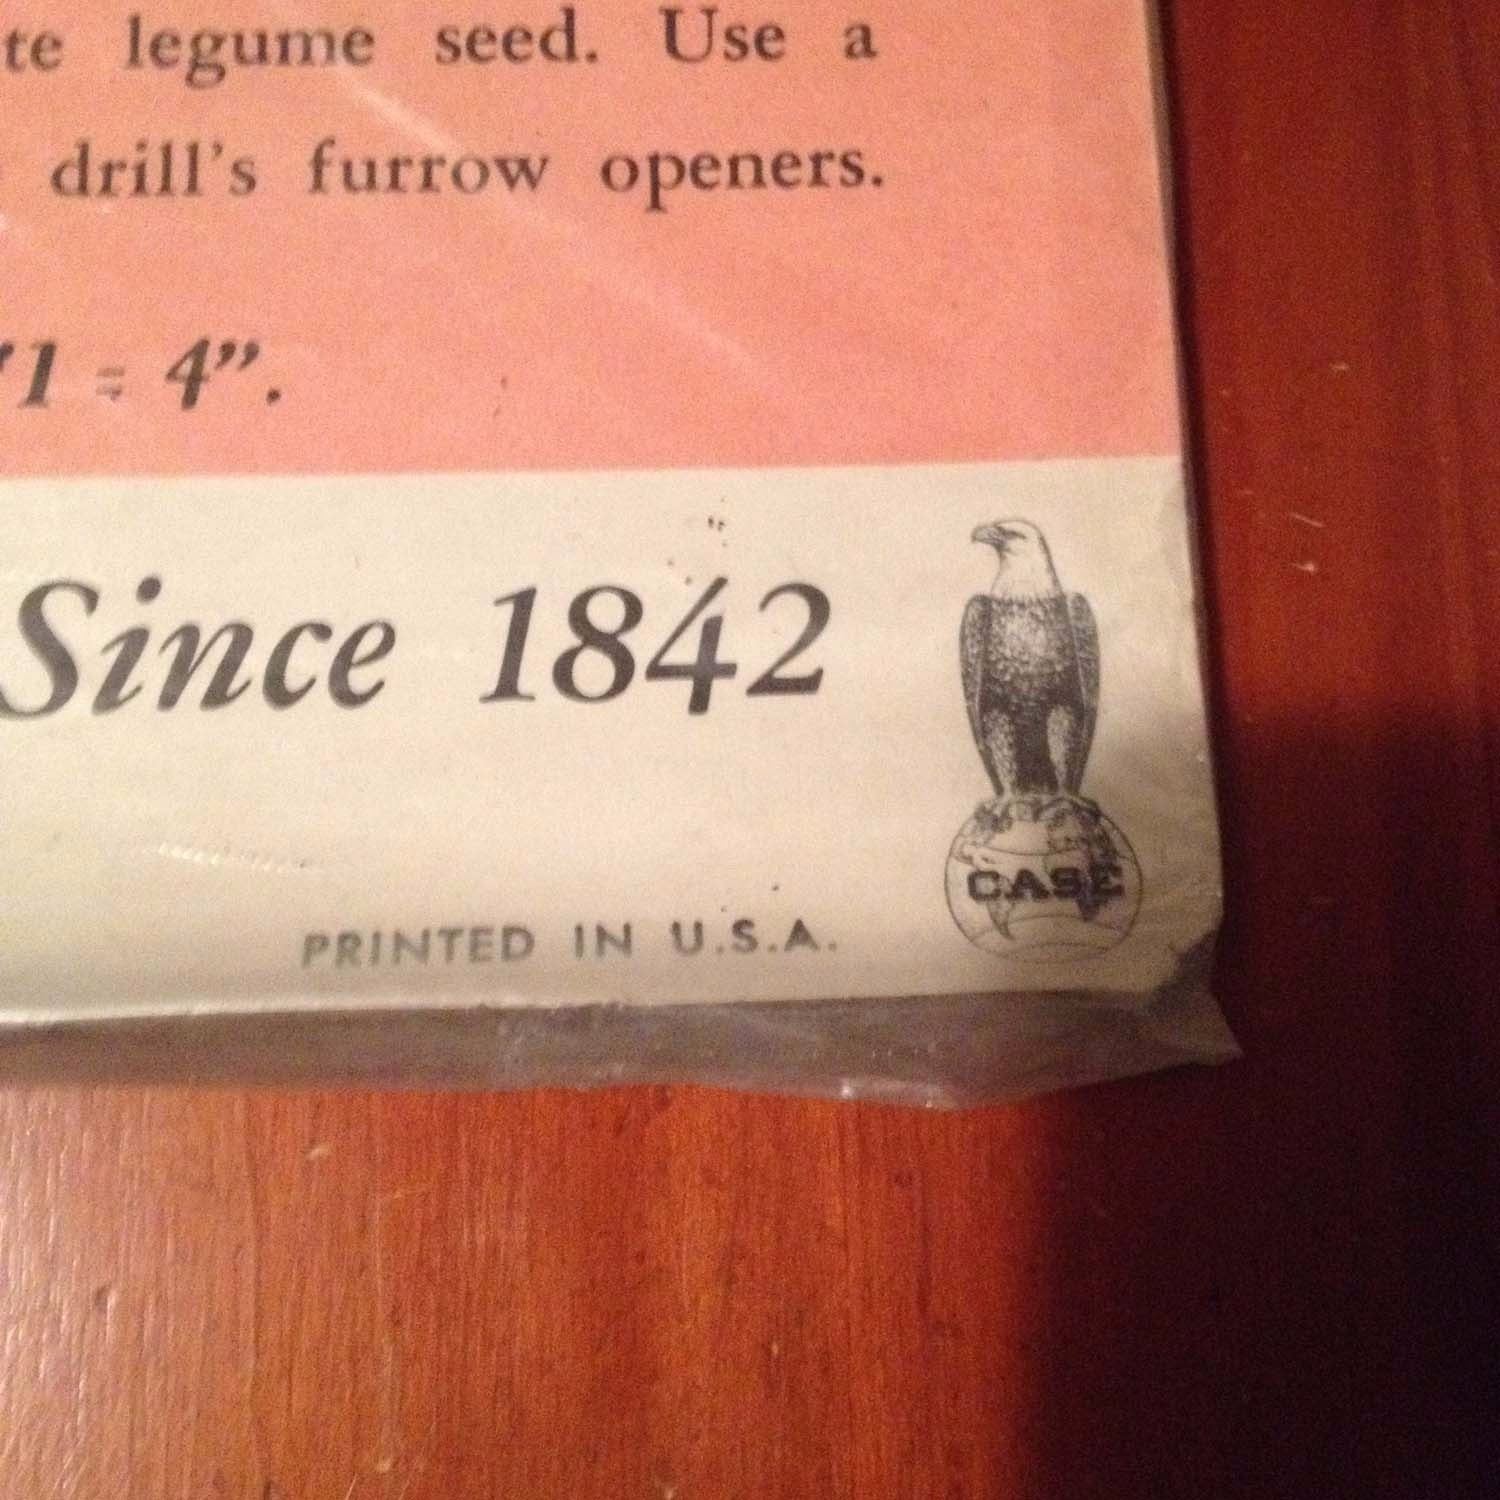 te legume seed. Use a
drill's furrow openers.
"1 = 4".
Since 1842
CASE
PRINTED IN U.S.A.